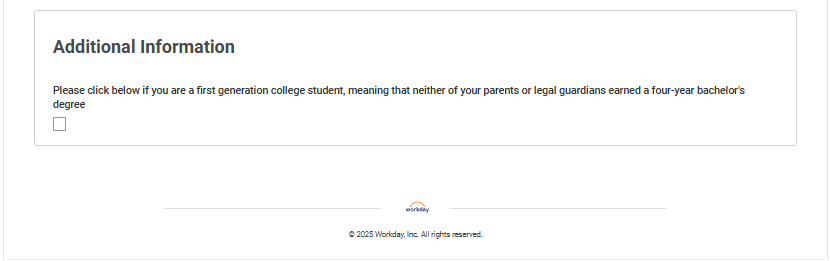 Additional Information
Please click below if you are a first generation college student, meaning that neither of your parents or legal guardians earned a four-year bachelor's
degree
workday
© 2025 Workday, Inc. All rights reserved.